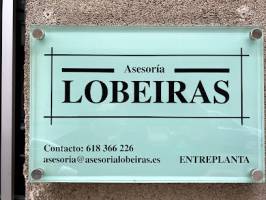 Asesoría
LOBEIRAS
Contacto: 618 366 226
asesoria@asesorialobeiras.es
ENTREPLANTA